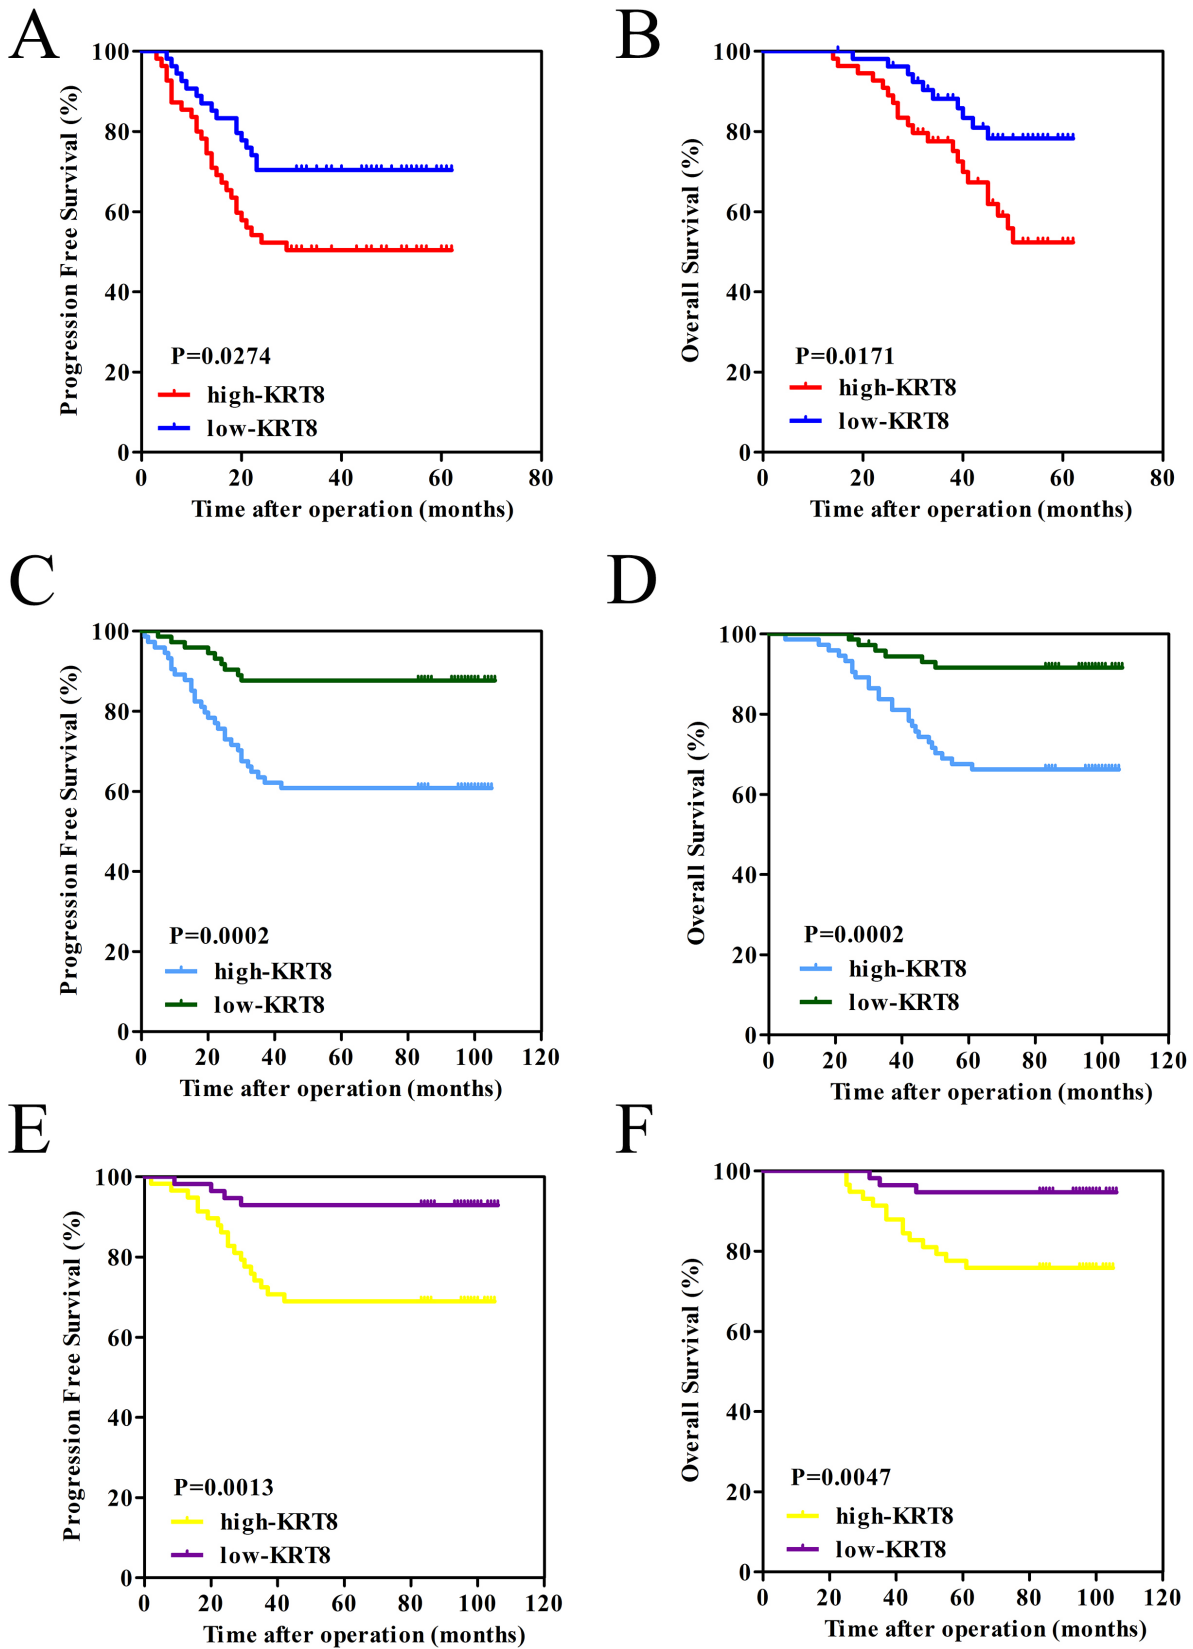 A
100
80
60
40
20
0
Progression Free Survival (%)
P=0.0274
high-KRT8
low-KRT8
0 20 40 60 80
Time after operation (months)
B
100
80
60
40
20
0
Overall Survival (%)
P=0.0171
high-KRT8
low-KRT8
0 20 40 60 80
Time after operation (months)
C
100
80
60
40
20
0
Progression Free Survival (%)
P=0.0002
high-KRT8
low-KRT8
0 20 40 60 80 100 120
Time after operation (months)
D
100
80
60
40
20
0
Overall Survival (%)
P=0.0002
high-KRT8
low-KRT8
0 20 40 60 80 100 120
Time after operation (months)
E
100
80
60
40
20
0
Progression Free Survival (%)
P=0.0013
high-KRT8
low-KRT8
0 20 40 60 80 100 120
Time after operation (months)
F
100
80
60
40
20
0
Overall Survival (%)
P=0.0047
high-KRT8
low-KRT8
0 20 40 60 80 100 120
Time after operation (months)